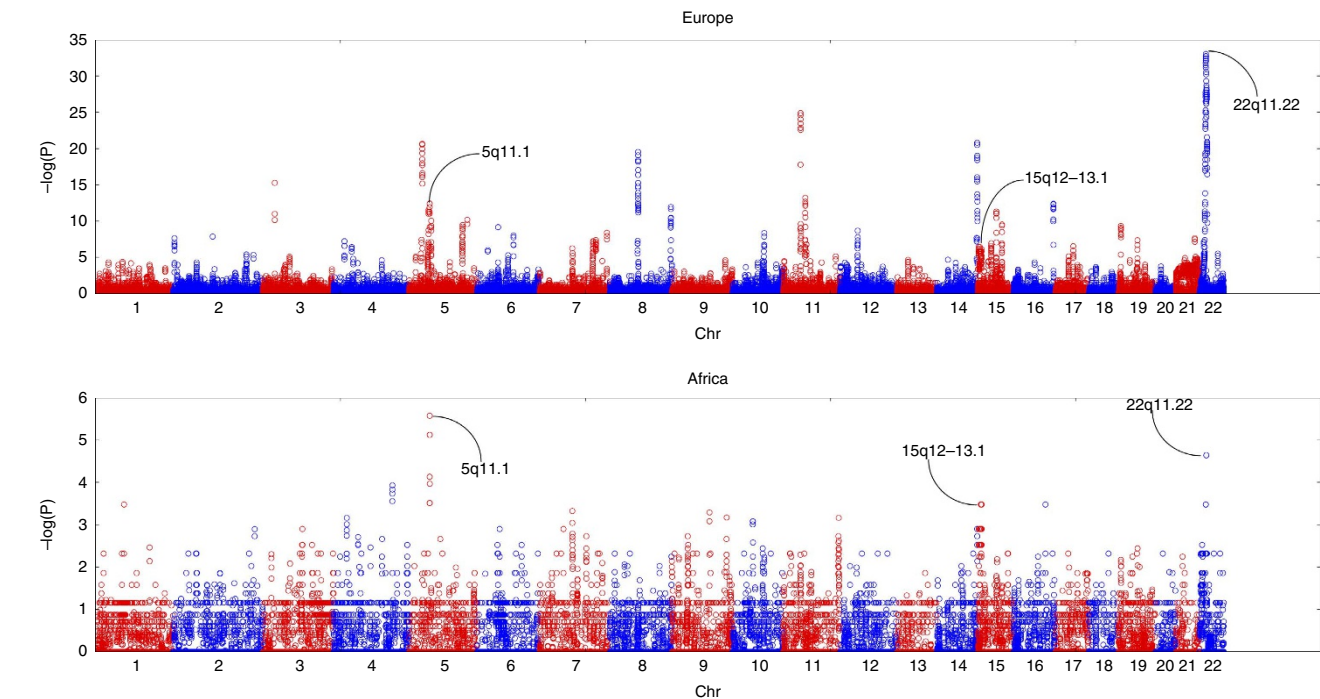 Europe
35
30
25
20
15
10
5
0
–log(P)
5q11.1
15q12–13.1
22q11.22
1 2 3 4 5 6 7 8 9 10 11 12 13 14 15 16 17 18 19 20 21 22
Chr
Africa
6
5
4
3
2
1
0
–log(P)
5q11.1
15q12–13.1
22q11.22
1 2 3 4 5 6 7 8 9 10 11 12 13 14 15 16 17 18 19 20 21 22
Chr